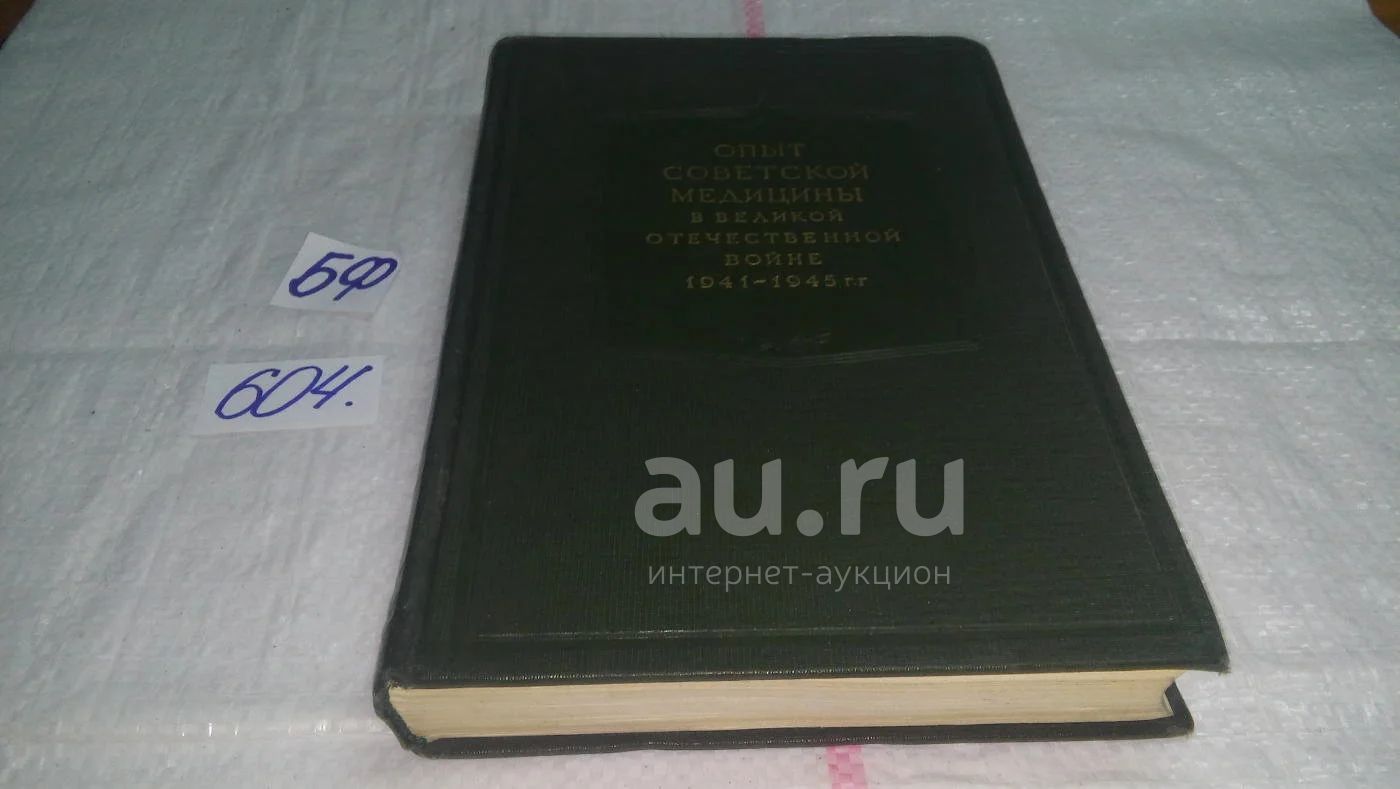 ОПЫТ
СОВЕТСКОЙ
МЕДИЦИНЫ
В ВЕЛИКОЙ
ОТЕЧЕСТВЕННОЙ
ВОЙНЕ
1941-1945 г.г
БФ
604.
au.ru
интернет-аукцион